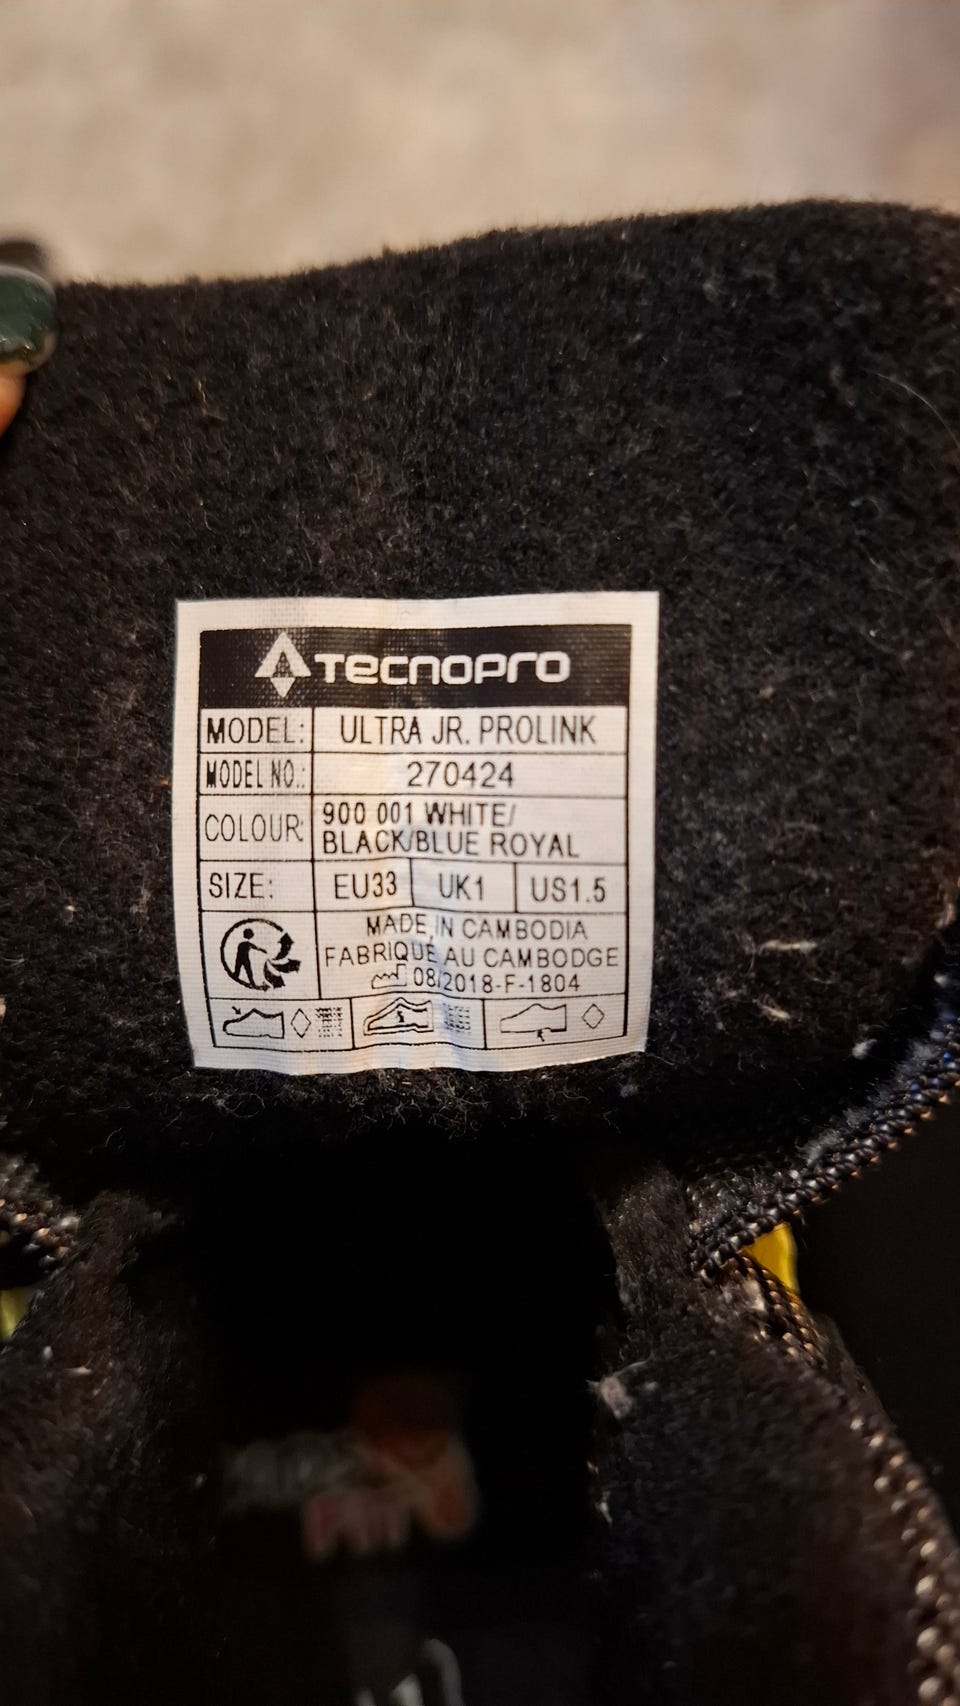 TECNOPRO
MODEL: ULTRA JR. PROLINK
MODEL NO.: 270424
COLOUR: 900 001 WHITE/
BLACK/BLUE ROYAL
SIZE: EU33 UK1 US1.5
MADE IN CAMBODIA
FABRIQUÉ AU CAMBODGE
08/2018-F-1804